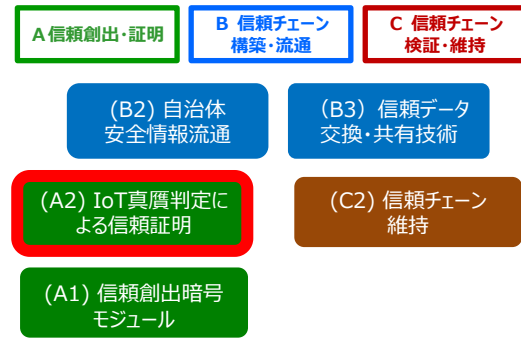 A信頼創出・証明
B 信頼チェーン
構築・流通
C 信頼チェーン
検証・維持
(B2) 自治体
安全情報流通
（B3）信頼データ
交換・共有技術
(A2) IoT真贋判定に
よる信頼証明
(C2) 信頼チェーン
維持
(A1) 信頼創出暗号
モジュール